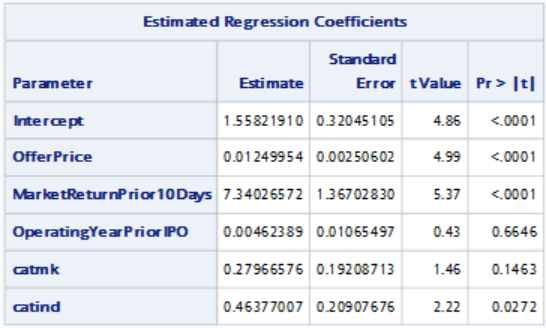 Estimated Regression Coefficients
Parameter Estimate Standard Error t Value Pr > |t|
Intercept 1.55821910 0.32045105 4.86 <.0001
OfferPrice 0.01249954 0.00250602 4.99 <.0001
MarketReturnPrior10Days 7.34026572 1.36702830 5.37 <.0001
OperatingYearPriorIPO 0.00462389 0.01065497 0.43 0.6646
catmk 0.27966576 0.19208713 1.46 0.1463
catind 0.46377007 0.20907676 2.22 0.0272